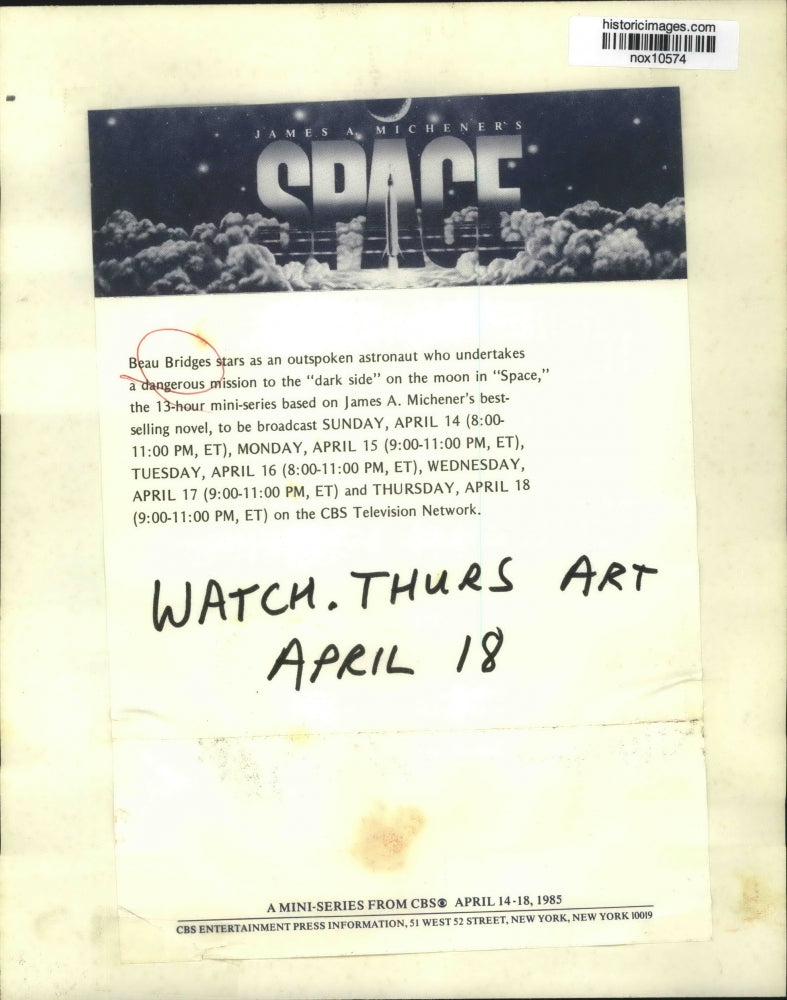 historicimages.com
nox10574
JAMES A. MICHENER'S
SPACE
Beau Bridges stars as an outspoken astronaut who undertakes
a dangerous mission to the “dark side” on the moon in “Space,”
the 13-hour mini-series based on James A. Michener's best-
selling novel, to be broadcast SUNDAY, APRIL 14 (8:00-
11:00 PM, ET), MONDAY, APRIL 15 (9:00-11:00 PM, ET),
TUESDAY, APRIL 16 (8:00-11:00 PM, ET), WEDNESDAY,
APRIL 17 (9:00-11:00 PM, ET) and THURSDAY, APRIL 18
(9:00-11:00 PM, ET) on the CBS Television Network.
WATCH. THURS ART
APRIL 18
A MINI-SERIES FROM CBS® APRIL 14-18, 1985
CBS ENTERTAINMENT PRESS INFORMATION, 51 WEST 52 STREET, NEW YORK, NEW YORK 10019